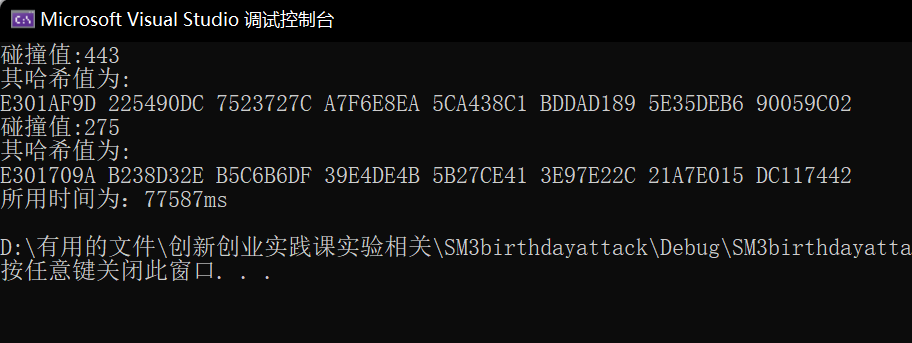 Microsoft Visual Studio 调试控制台
碰撞值:443
其哈希值为:
E301AF9D 225490DC 7523727C A7F6E8EA 5CA438C1 BDDAD189 5E35DEB6 90059C02
碰撞值:275
其哈希值为:
E301709A B238D32E B5C6B6DF 39E4DE4B 5B27CE41 3E97E22C 21A7E015 DC117442
所用时间为: 77587ms
D:\有用的文件\创新创业实践课实验相关\SM3birthdayattack\Debug\SM3birthdayatta
按任意键关闭此窗口. . .